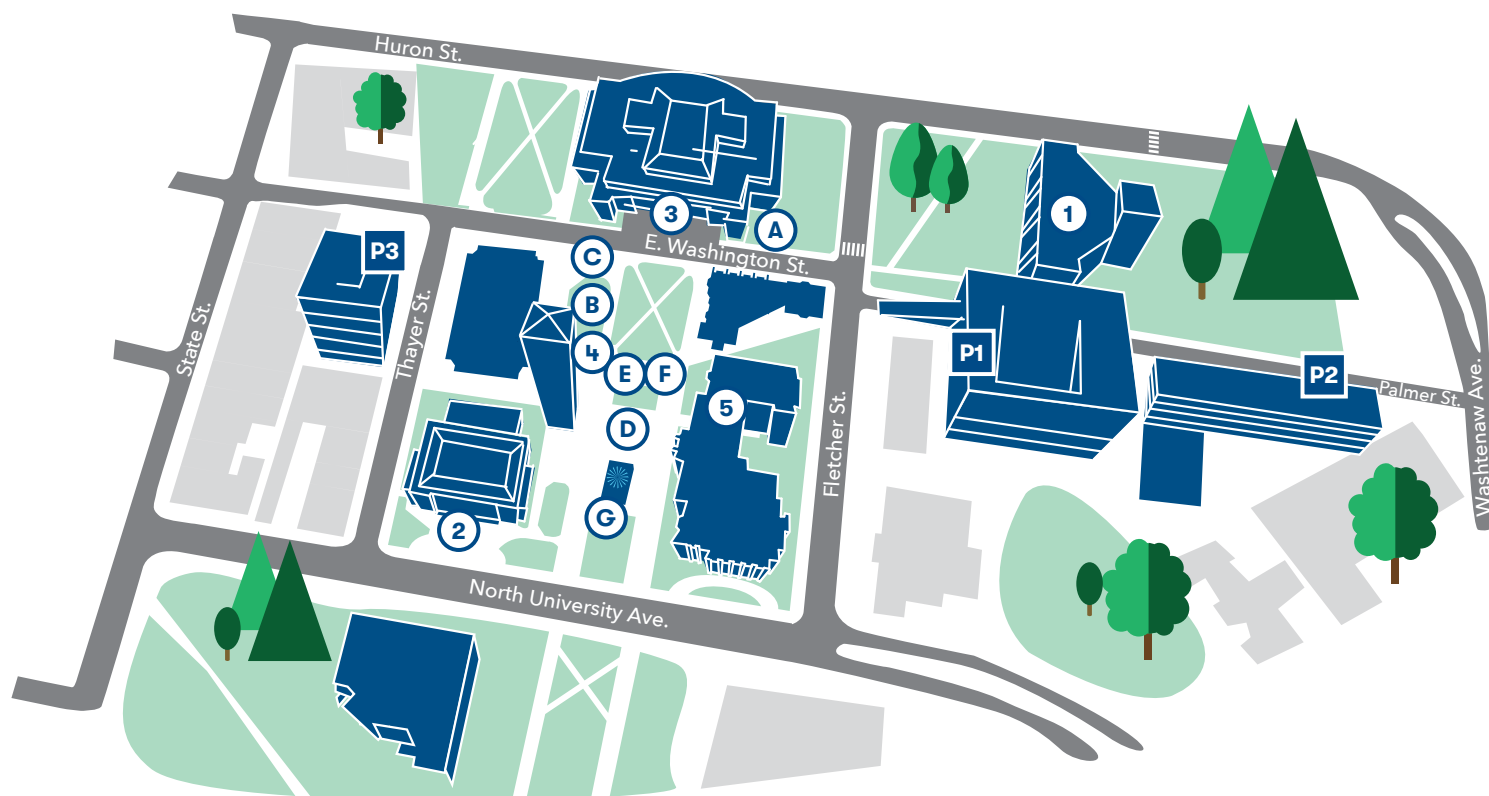 Huron St.
1
3
A
E. Washington St.
P3
C
B
4
E
F
State St.
Thayer St.
P1
P2
Palmer St.
5
D
Fletcher St.
Washtenaw Ave.
G
2
North University Ave.